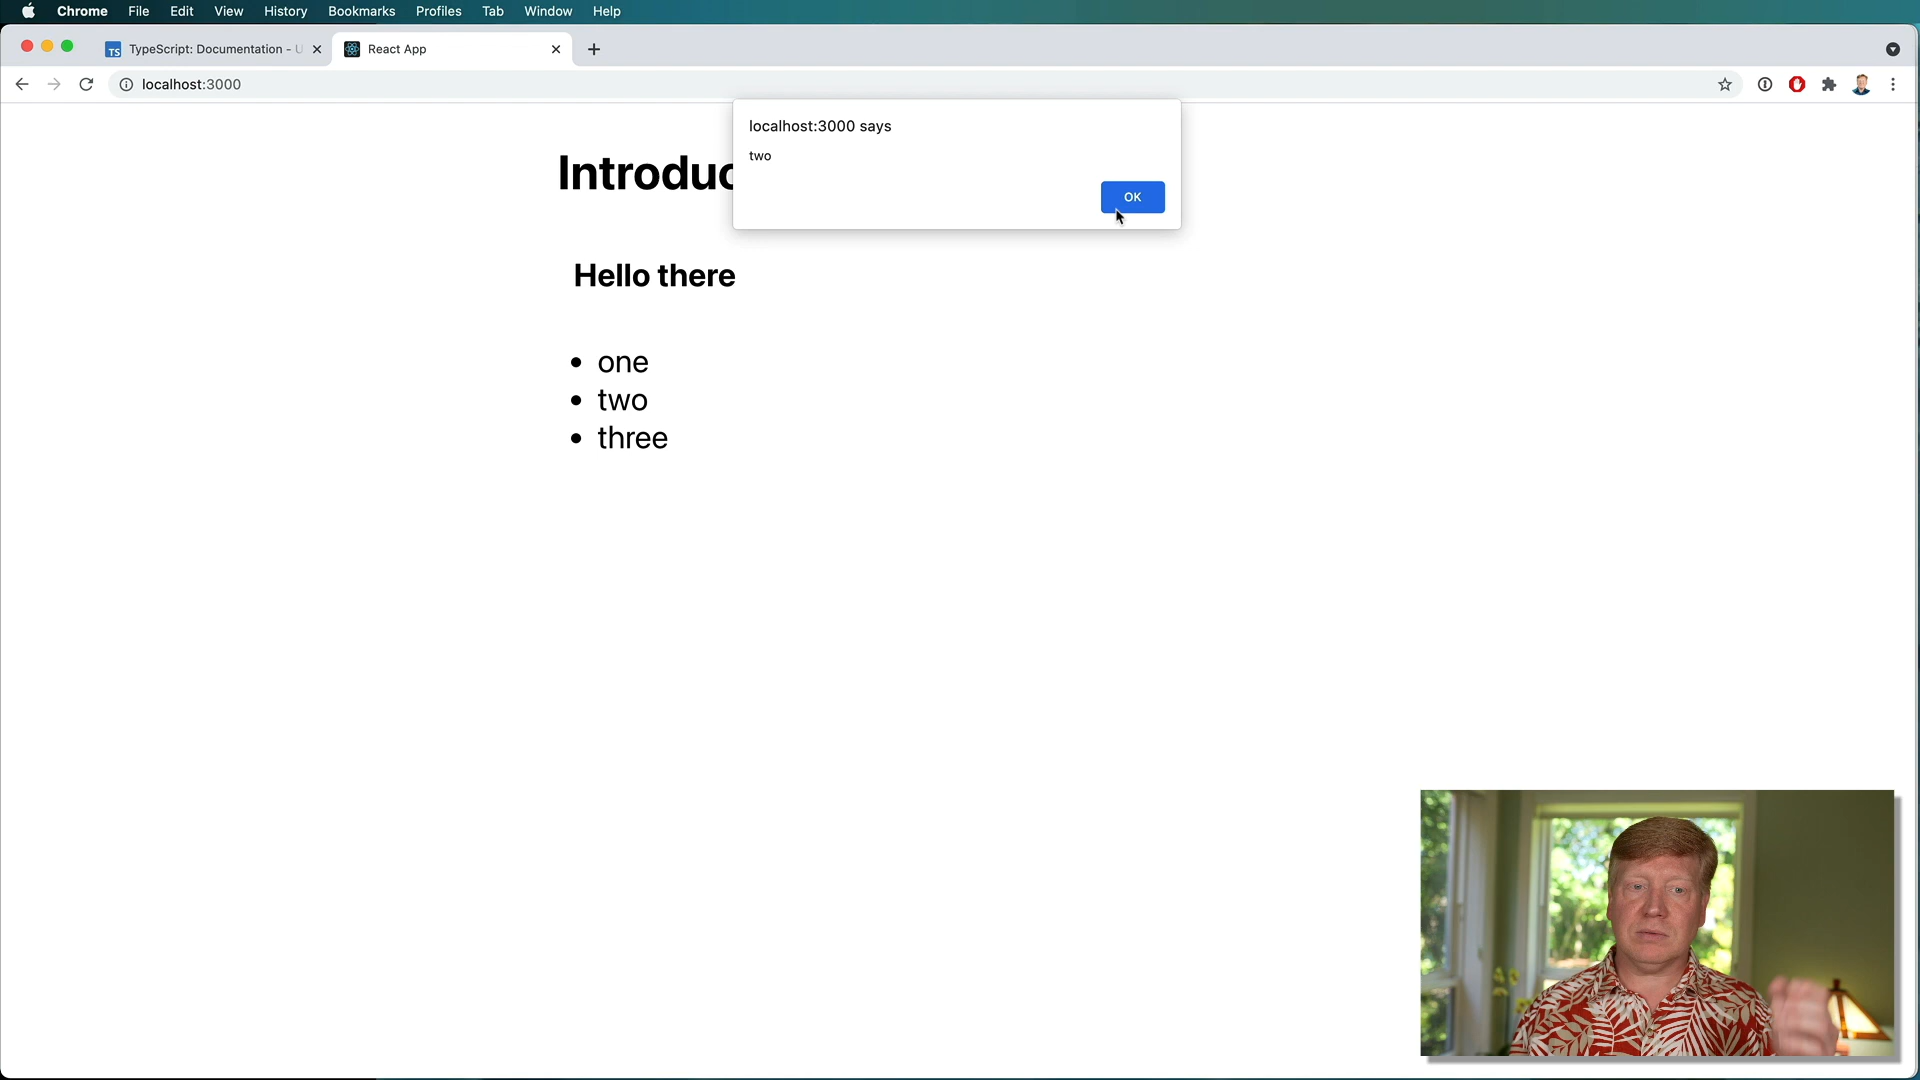 Chrome File Edit View History Bookmarks Profiles Tab Window Help
TS TypeScript: Documentation - U
React App
localhost:3000
localhost:3000 says
two
OK
Introduc
Hello there
one
two
three